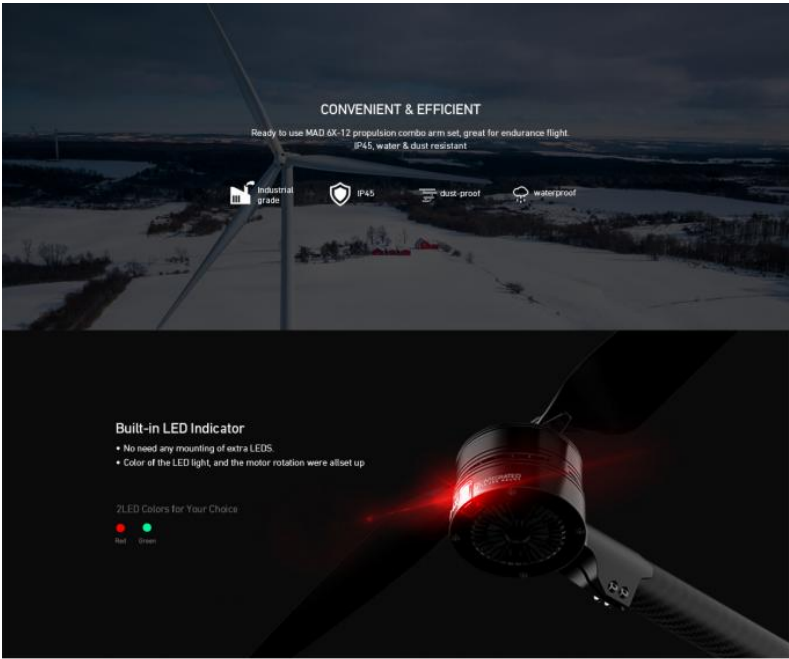 CONVENIENT & EFFICIENT
Ready to use MAD 6X-12 propulsion combo arm set, great for endurance flight.
IP45, water & dust resistant
Industrial
grade
IP45
dust-proof
waterproof
Built-in LED Indicator
• No need any mounting of extra LEDS.
• Color of the LED light, and the motor rotation were allset up
INTEGRATED
2LED Colors for Your Choice
Red
Green